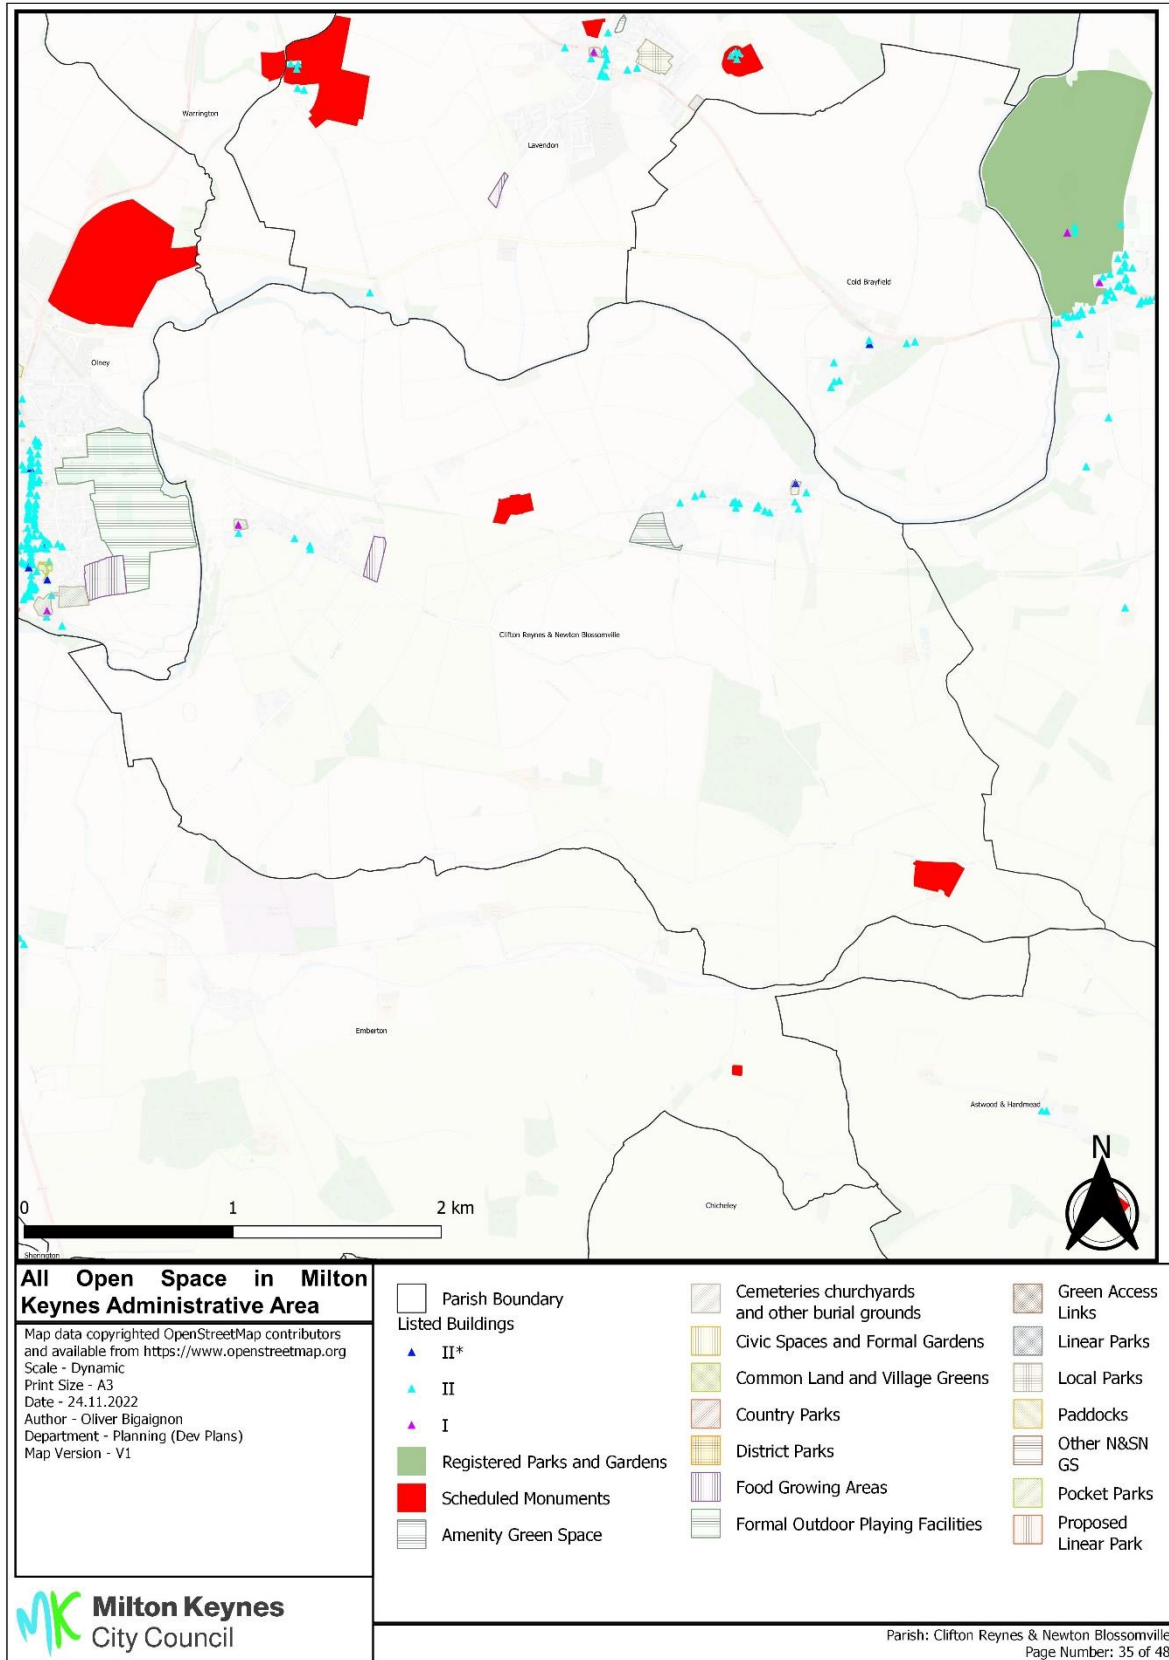 Warrington
Lavendon
Cold Brayfield
Olney
Clifton Reynes & Newton Blossomville
Emberton
Astwood & Hardmead
Chicheley
Sherington
N
0 1 2 km
All Open Space in Milton
Keynes Administrative Area
Map data copyrighted OpenStreetMap contributors
and available from https://www.openstreetmap.org
Scale - Dynamic
Print Size - A3
Date - 24.11.2022
Author - Oliver Bigaignon
Department - Planning (Dev Plans)
Map Version - V1
MK Milton Keynes
City Council
Parish Boundary
Listed Buildings
II*
II
I
Registered Parks and Gardens
Scheduled Monuments
Amenity Green Space
Cemeteries churchyards
and other burial grounds
Civic Spaces and Formal Gardens
Common Land and Village Greens
Country Parks
District Parks
Food Growing Areas
Formal Outdoor Playing Facilities
Green Access
Links
Linear Parks
Local Parks
Paddocks
Other N&SN
GS
Pocket Parks
Proposed
Linear Park
Parish: Clifton Reynes & Newton Blossomville
Page Number: 35 of 48